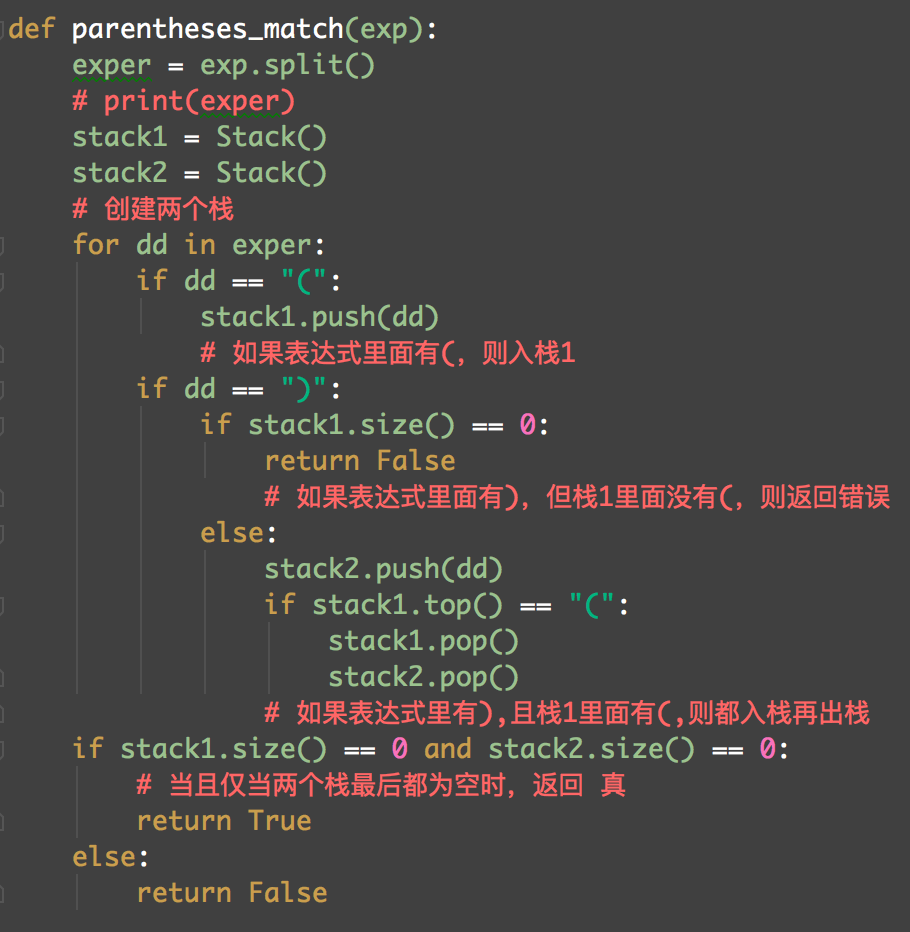 def parentheses_match(exp):
    exper = exp.split()
    # print(exper)
    stack1 = Stack()
    stack2 = Stack()
    # 创建两个栈
    for dd in exper:
        if dd == "(":
            stack1.push(dd)
            # 如果表达式里面有(，则入栈1
        if dd == ")":
            if stack1.size() == 0:
                return False
                # 如果表达式里面有)，但栈1里面没有(，则返回错误
            else:
                stack2.push(dd)
                if stack1.top() == "(":
                    stack1.pop()
                    stack2.pop()
                # 如果表达式里有),且栈1里面有(,则都入栈再出栈
    if stack1.size() == 0 and stack2.size() == 0:
        # 当且仅当两个栈最后都为空时，返回 真
        return True
    else:
        return False